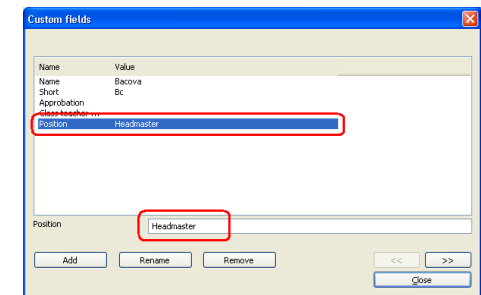 Custom fields
Name Value
Name Bacova
Short Bc
Approbation
Class teacher ...
Position Headmaster
Position Headmaster
Add Rename Remove << >>
Close